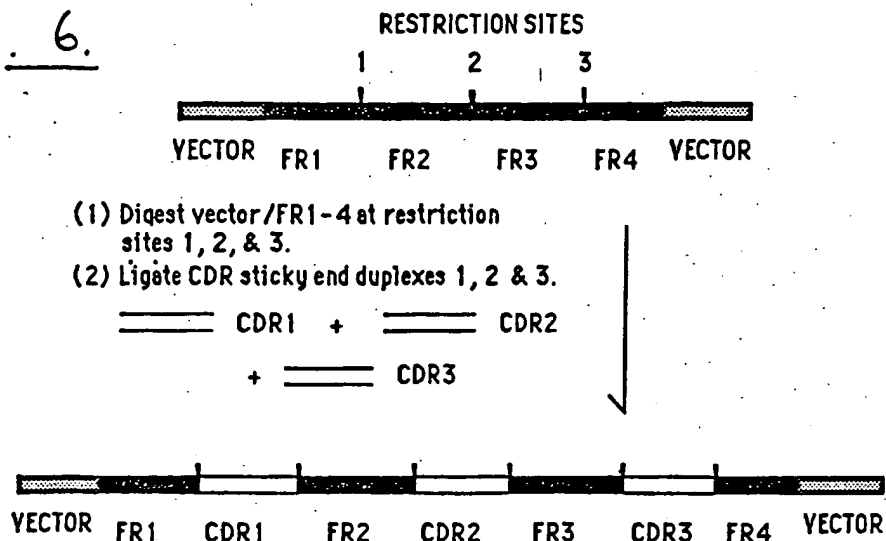 . 6.
RESTRICTION SITES
1 2 3
VECTOR FR1 FR2 FR3 FR4 VECTOR
(1) Digest vector/FR1-4 at restriction
sites 1, 2, & 3.
(2) Ligate CDR sticky end duplexes 1, 2 & 3.
CDR1 + CDR2
+ CDR3
VECTOR FR1 CDR1 FR2 CDR2 FR3 CDR3 FR4 VECTOR